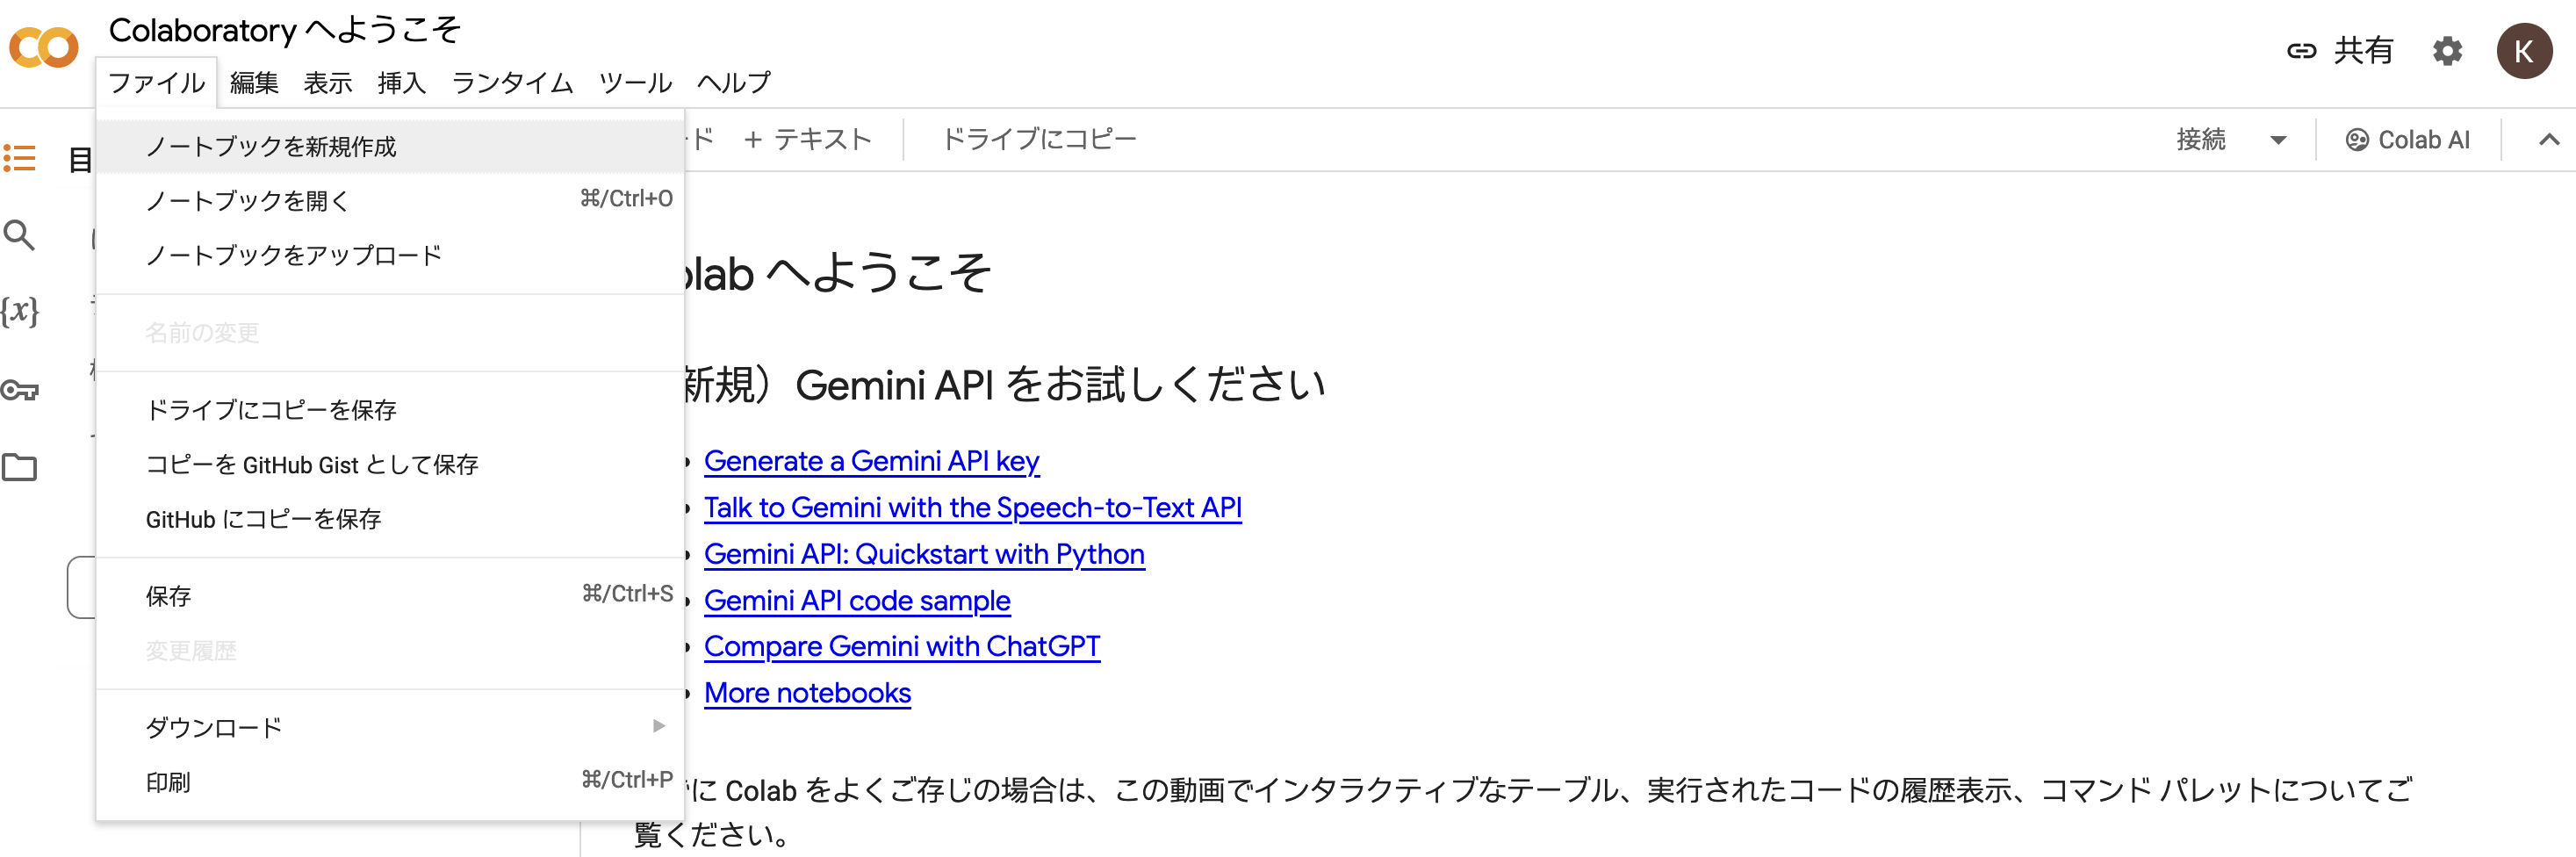 Colaboratory へようこそ
ファイル 編集 表示 挿入 ランタイム ツール ヘルプ
共有
K
ノートブックを新規作成
ノートブックを開く ⌘/Ctrl+O
ノートブックをアップロード
名前の変更
ドライブにコピーを保存
コピーを GitHub Gist として保存
GitHub にコピーを保存
保存 ⌘/Ctrl+S
変更履歴
ダウンロード
印刷 ⌘/Ctrl+P
目
{x}
ド + テキスト ドライブにコピー
接続 Colab AI
olab へようこそ
新規）Gemini API をお試しください
• Generate a Gemini API key
• Talk to Gemini with the Speech-to-Text API
• Gemini API: Quickstart with Python
• Gemini API code sample
• Compare Gemini with ChatGPT
• More notebooks
に Colab をよくご存じの場合は、この動画でインタラクティブなテーブル、実行されたコードの履歴表示、コマンド パレットについてご
覧ください。